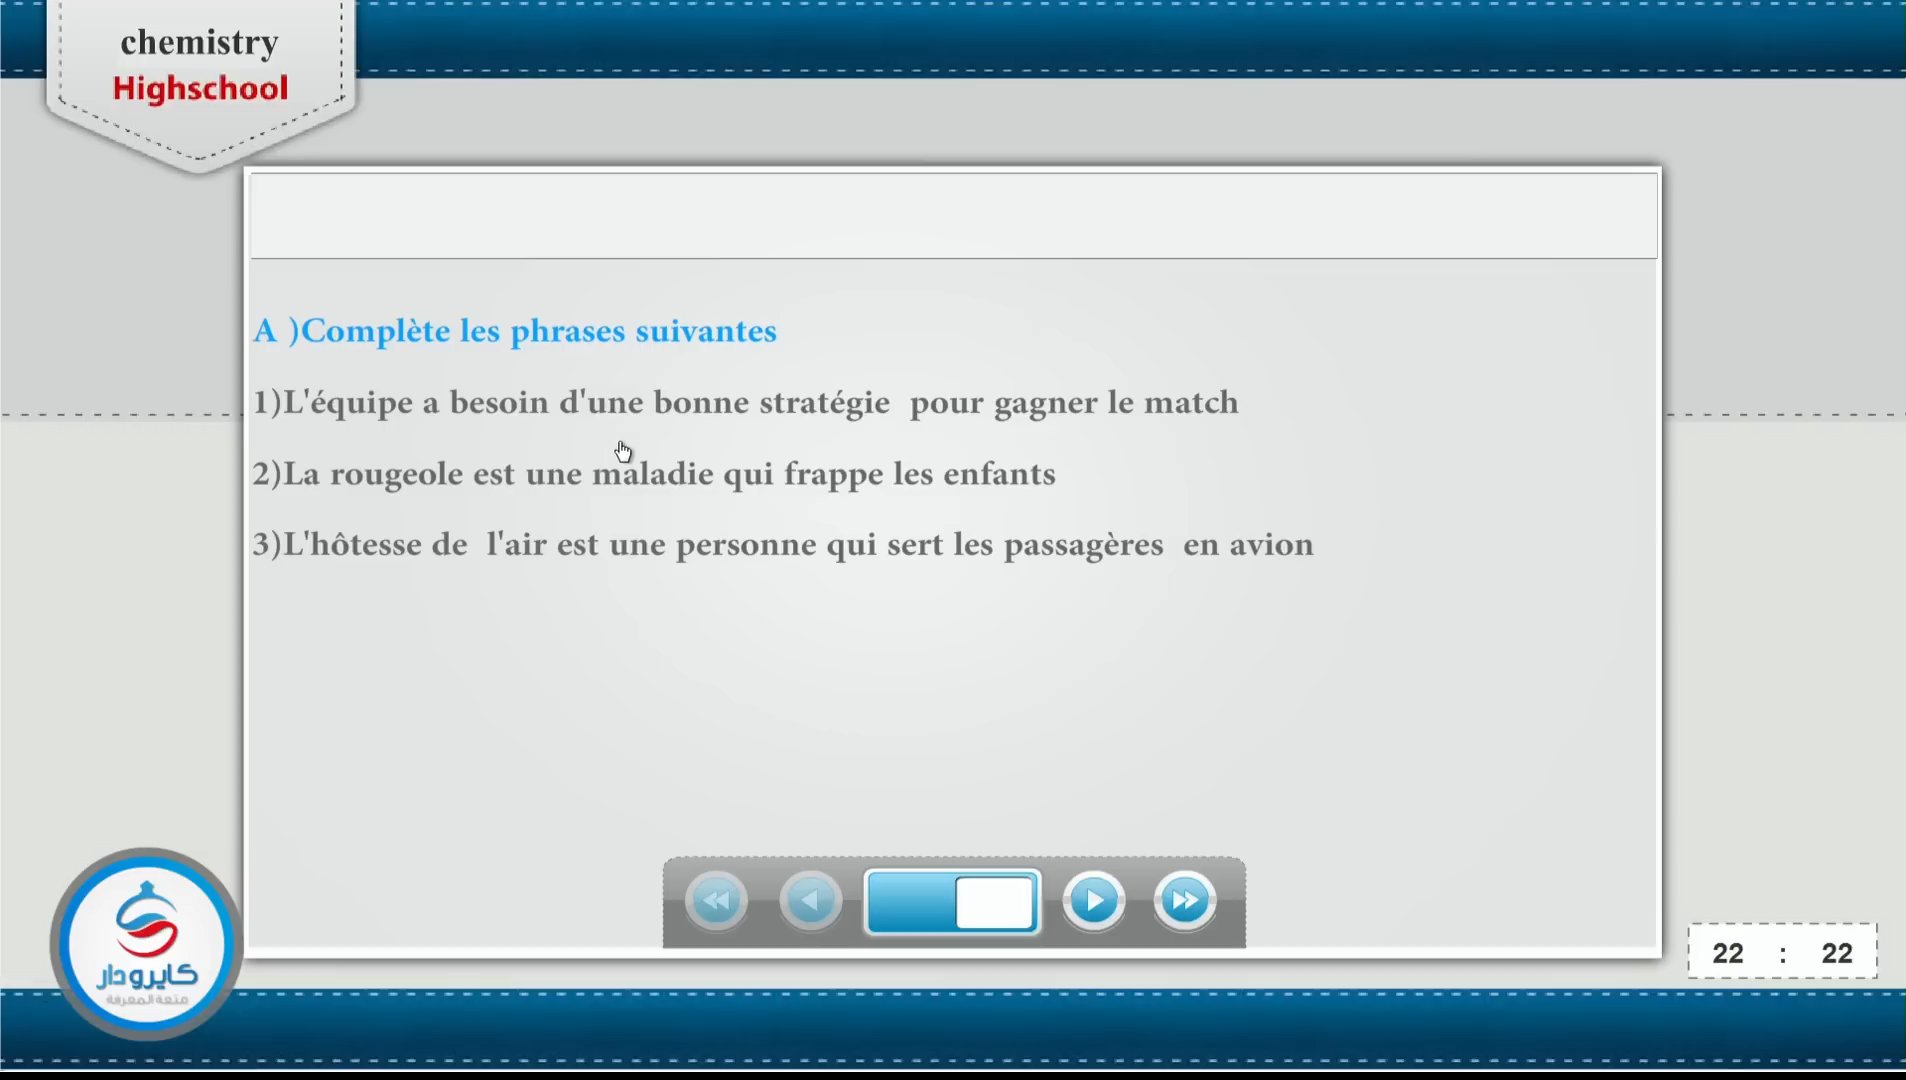 chemistry
Highschool
A )Complète les phrases suivantes
1)L'équipe a besoin d'une bonne stratégie  pour gagner le match
2)La rougeole est une maladie qui frappe les enfants
3)L'hôtesse de  l'air est une personne qui sert les passagères  en avion
كايرودار
متعة المعرفة
22 : 22